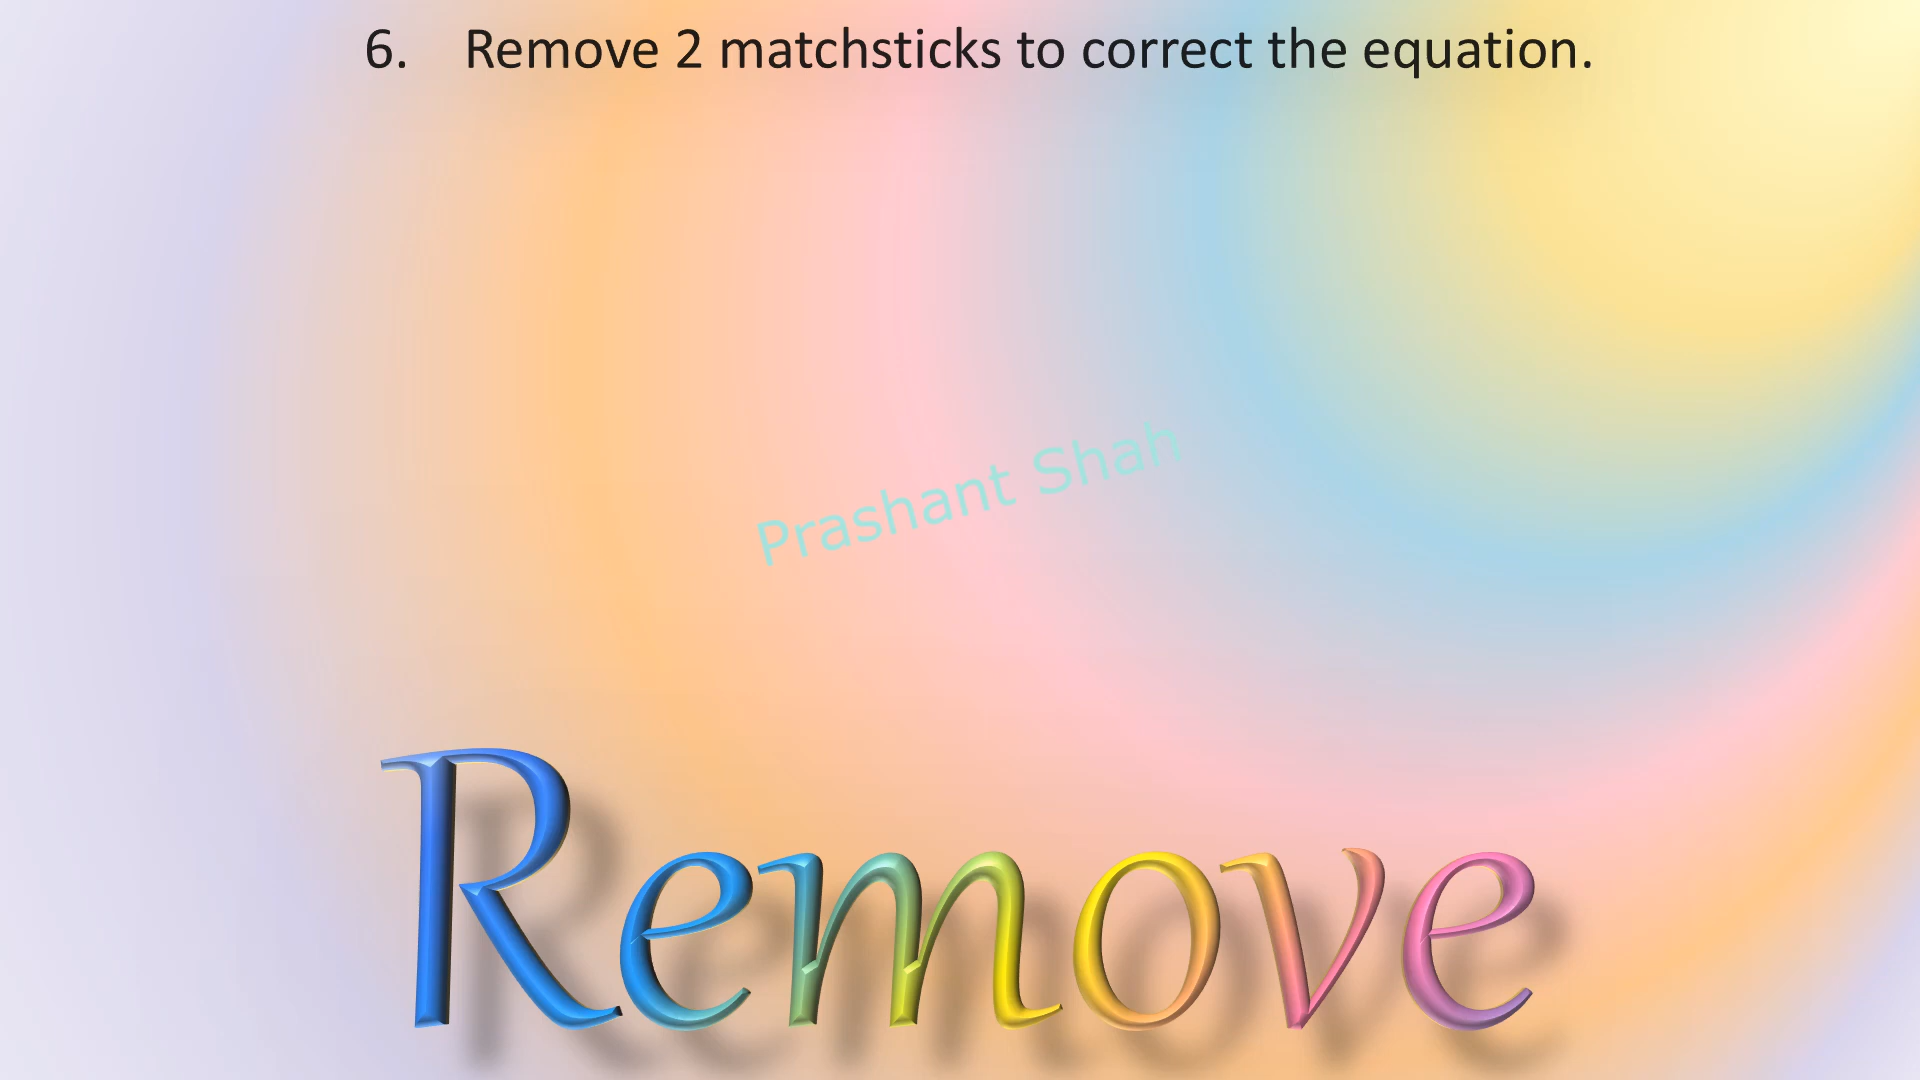 6. Remove 2 matchsticks to correct the equation.
Prashant Shah
Remove